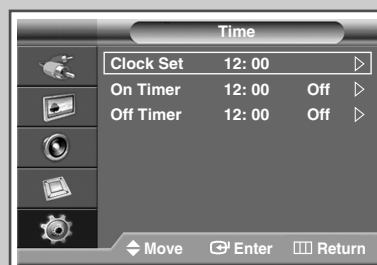 Time
Clock Set 12: 00
On Timer 12: 00 Off
Off Timer 12: 00 Off
Move Enter Return